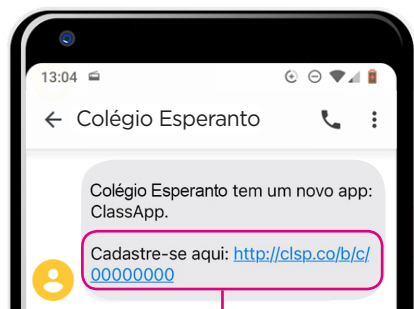 13:04
Colégio Esperanto
Colégio Esperanto tem um novo app:
ClassApp.
Cadastre-se aqui: http://clsp.co/b/c/
00000000